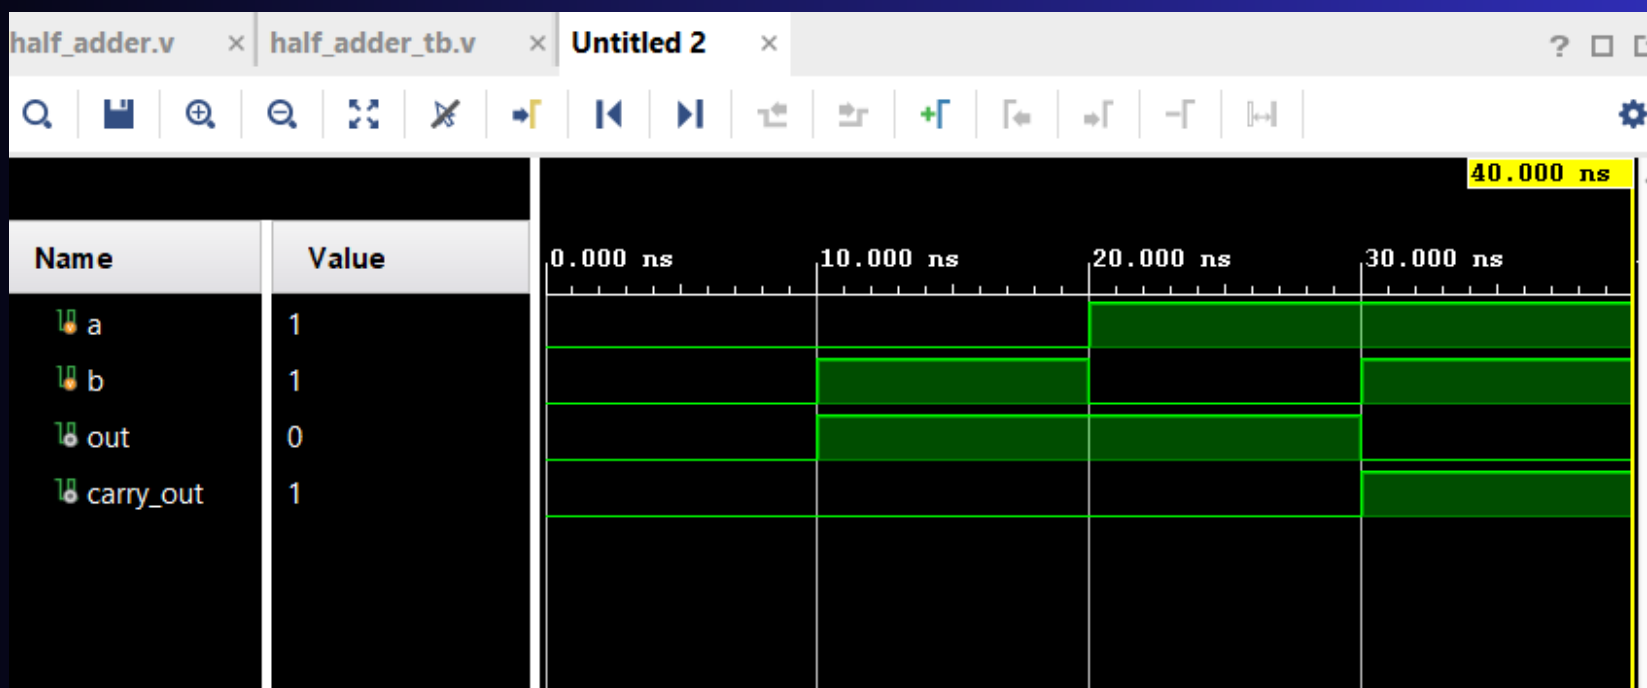 half_adder.v × half_adder_tb.v × Untitled 2 × ?
40.000 ns
Name Value 0.000 ns 10.000 ns 20.000 ns 30.000 ns
a 1
b 1
out 0
carry_out 1